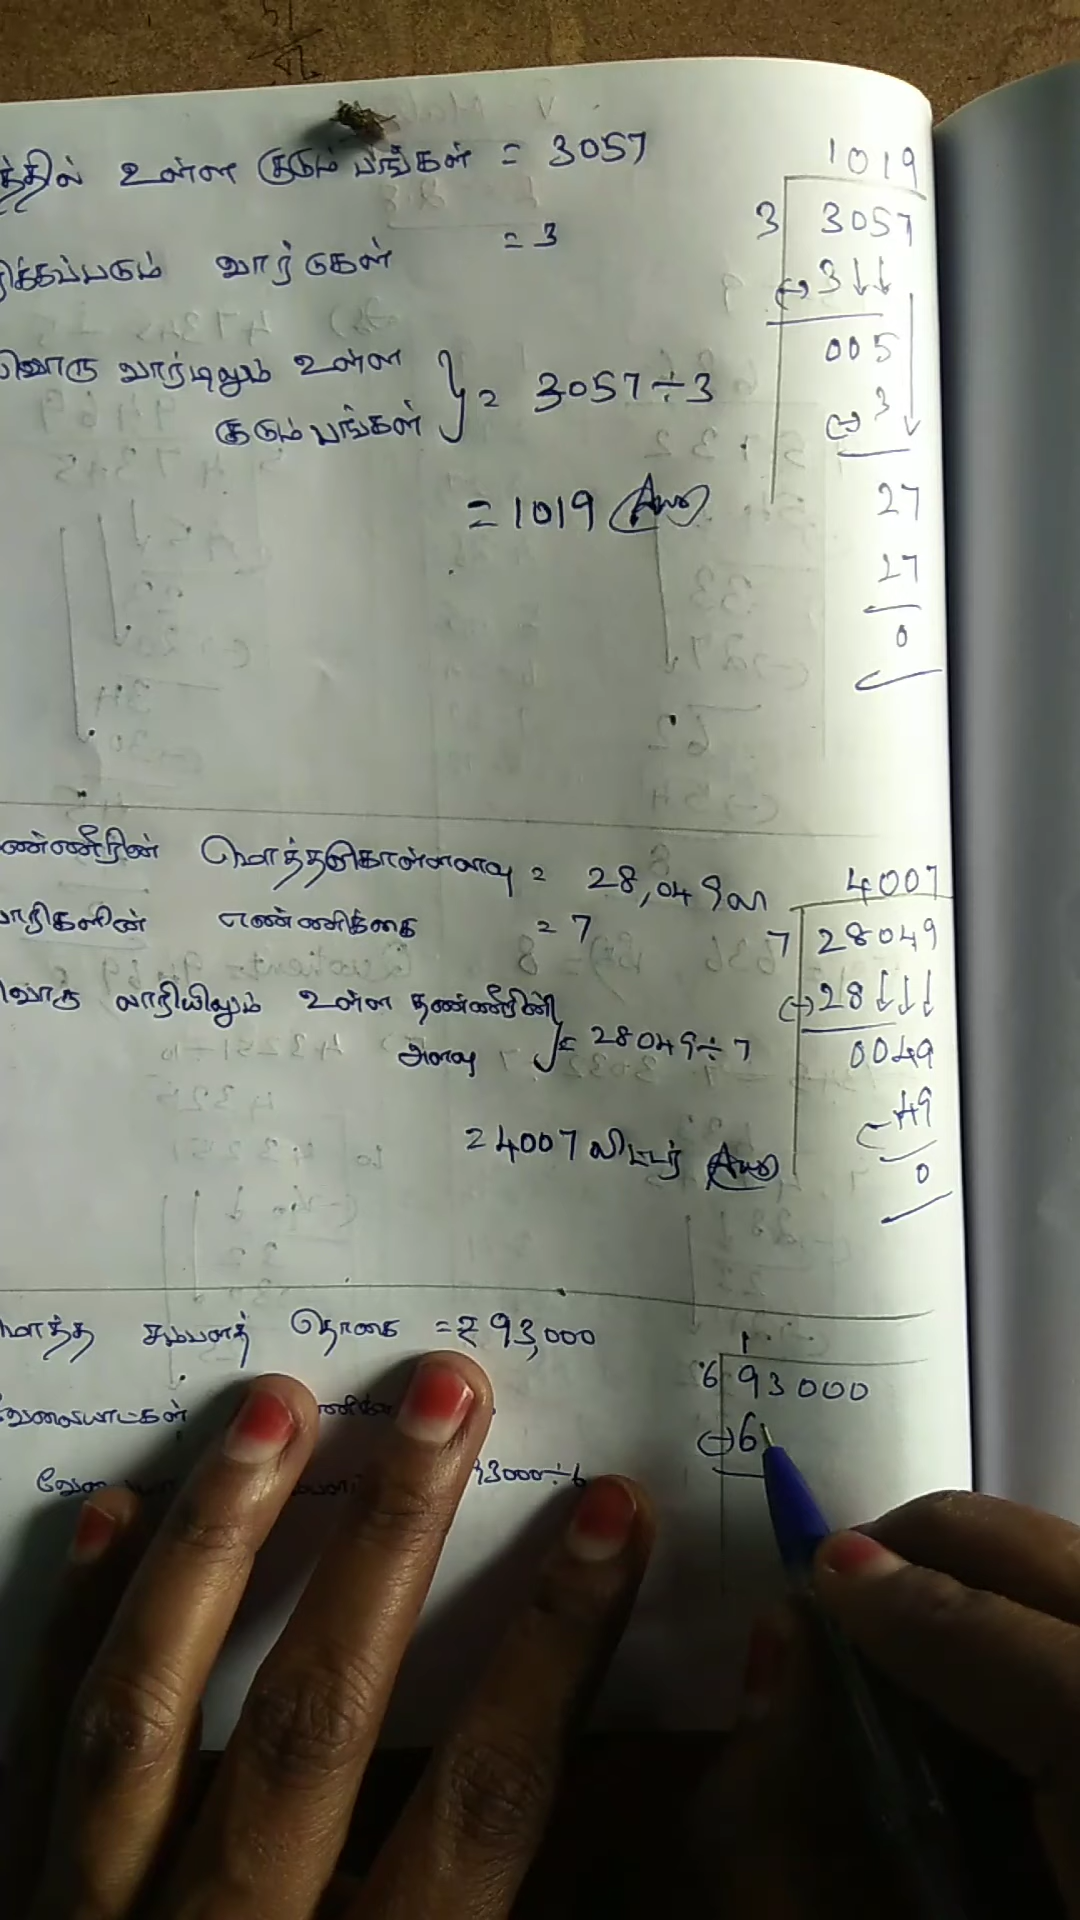 உள்ள குடும்பங்கள் = 3057
வார்டுகள் = 3
வார்டிலும் உள்ள
குடும்பங்கள் } = 3057÷3
= 1019 Ans
1019
3 3057
(-) 3↓↓
005
(-) 3
27
27
0
மொத்தகொள்ளளவு = 28,049 லி
எண்ணிக்கை = 7
லாரியிலும் உள்ள தண்ணீரின்
அளவு } = 28049÷7
= 4007 லிட்டர் Ans
4007
7 28049
(-) 28↓↓↓
0049
- 49
0
சம்பளத் தொகை = ₹ 93,000
வேலையாட்கள்
93000÷6
1
6 93000
(-) 6